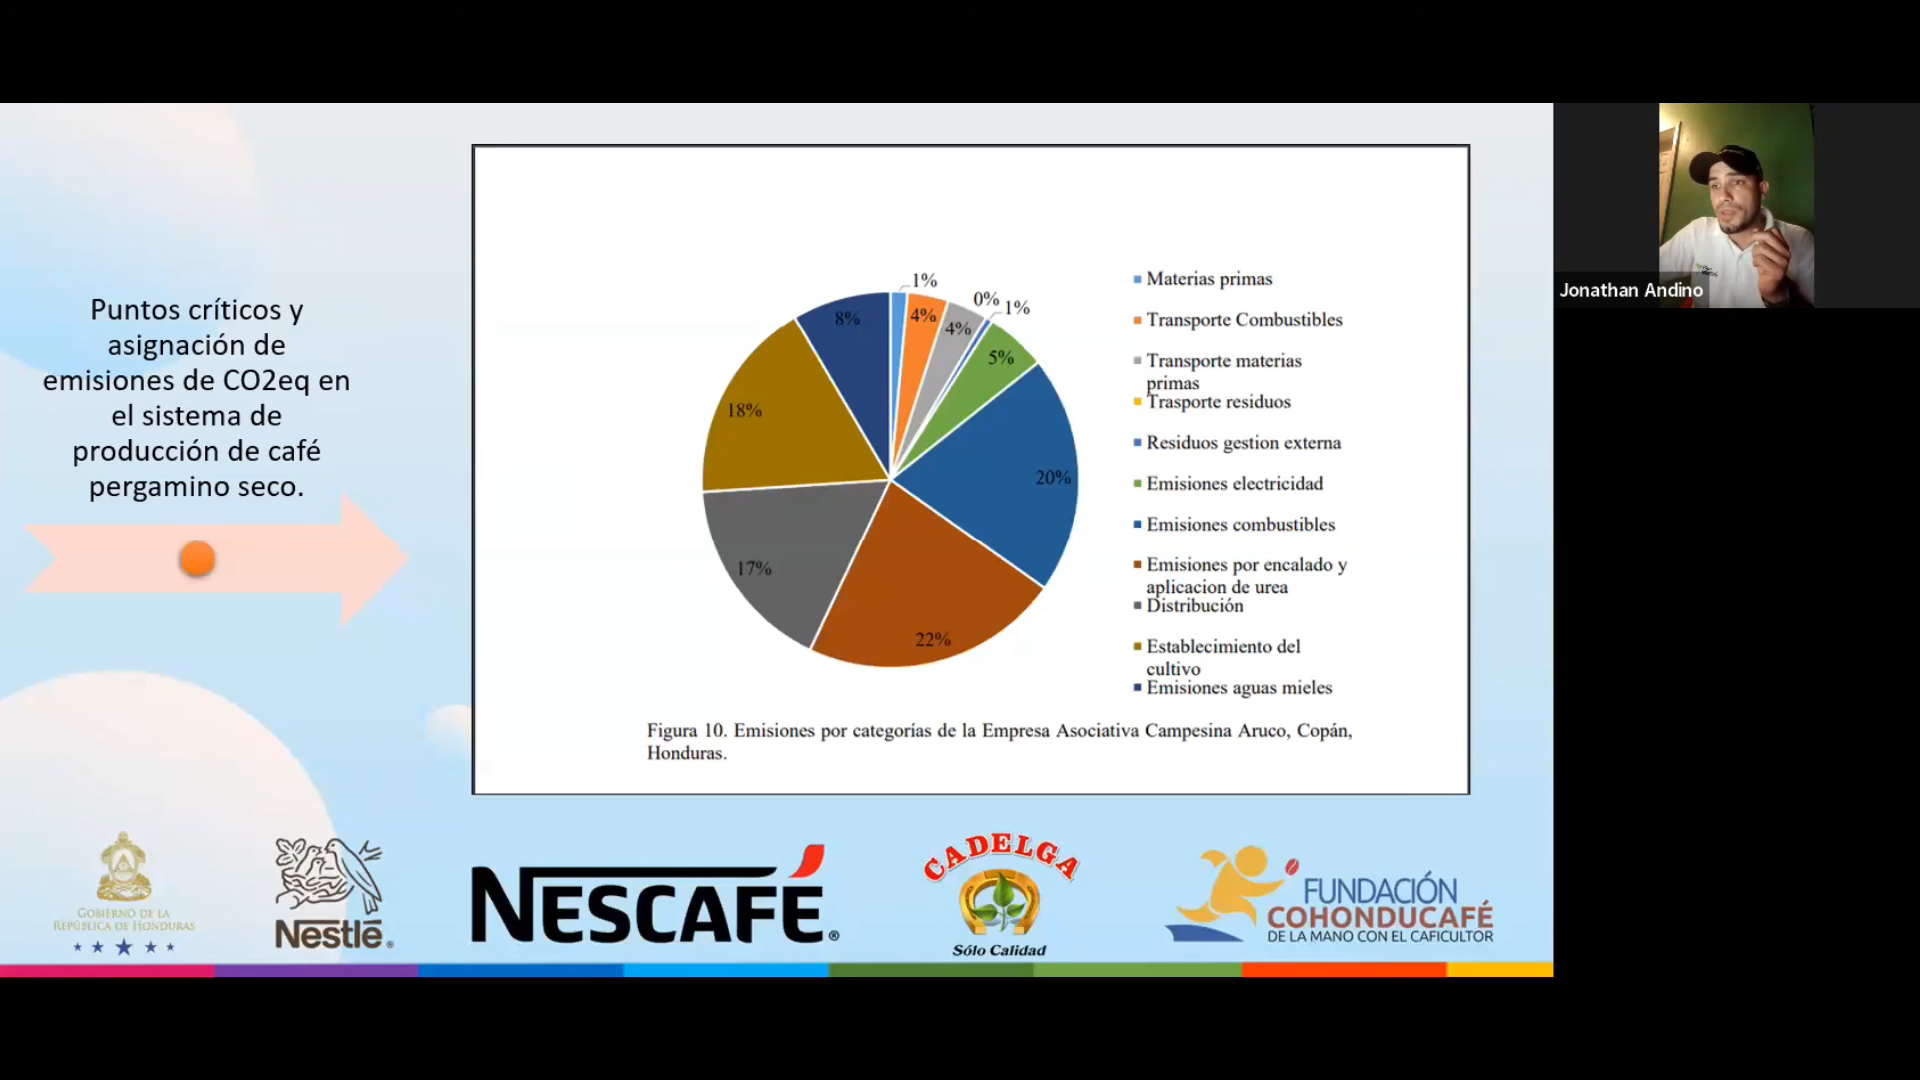 Puntos críticos y
asignación de
emisiones de CO2eq en
el sistema de
producción de café
pergamino seco.
1%
4%
4%
0%
1%
5%
20%
22%
17%
18%
8%
Materias primas
Transporte Combustibles
Transporte materias
primas
Trasporte residuos
Residuos gestion externa
Emisiones electricidad
Emisiones combustibles
Emisiones por encalado y
aplicacion de urea
Distribución
Establecimiento del
cultivo
Emisiones aguas mieles
Figura 10. Emisiones por categorías de la Empresa Asociativa Campesina Aruco, Copán,
Honduras.
Jonathan Andino
GOBIERNO DE LA
REPÚBLICA DE HONDURAS
Nestlé®
NESCAFÉ®
CADELGA
Sólo Calidad
FUNDACIÓN
COHONDUCAFÉ
DE LA MANO CON EL CAFICULTOR